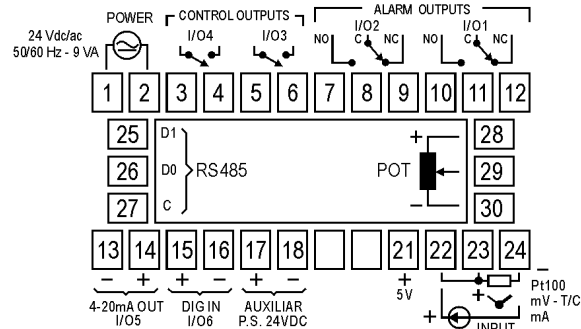 POWER
CONTROL OUTPUTS
ALARM OUTPUTS
24 Vdc/ac
50/60 Hz - 9 VA
I/O4
I/O3
I/O2
I/O1
NO
C
NC
NO
C
NC
1
2
3
4
5
6
7
8
9
10
11
12
25
26
27
D1
D0
C
RS485
POT
+
−
28
29
30
13
14
15
16
17
18
21
22
23
24
− +
+ −
+ −
+
−
4-20mA OUT
I/O5
DIG IN
I/O6
AUXILIAR
P.S. 24VDC
5V
+
+
Pt100
mV - T/C
mA
INPUT